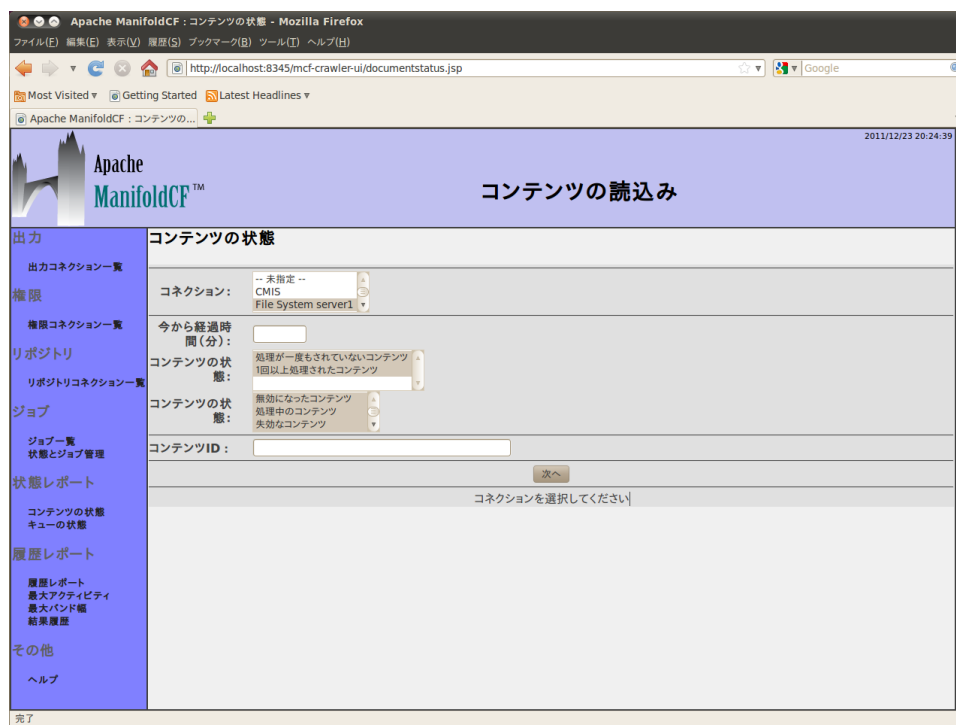 Apache ManifoldCF : コンテンツの状態 - Mozilla Firefox
ファイル(F) 編集(E) 表示(V) 履歴(S) ブックマーク(B) ツール(T) ヘルプ(H)
http://localhost:8345/mcf-crawler-ui/documentstatus.jsp
Google
Most Visited Getting Started Latest Headlines
Apache ManifoldCF : コンテンツの...
2011/12/23 20:24:39
Apache
ManifoldCF™
コンテンツの読込み
出力
出力コネクション一覧
権限
権限コネクション一覧
リポジトリ
リポジトリコネクション一覧
ジョブ
ジョブ一覧
状態とジョブ管理
状態レポート
コンテンツの状態
キューの状態
履歴レポート
履歴レポート
最大アクティビティ
最大バンド幅
結果履歴
その他
ヘルプ
コンテンツの状態
コネクション:
-- 未指定 --
CMIS
File System server1
今から経過時
間(分):
コンテンツの状
態:
処理が一度もされていないコンテンツ
1回以上処理されたコンテンツ
コンテンツの状
態:
無効になったコンテンツ
処理中のコンテンツ
失効なコンテンツ
コンテンツID :
次へ
コネクションを選択してください
完了